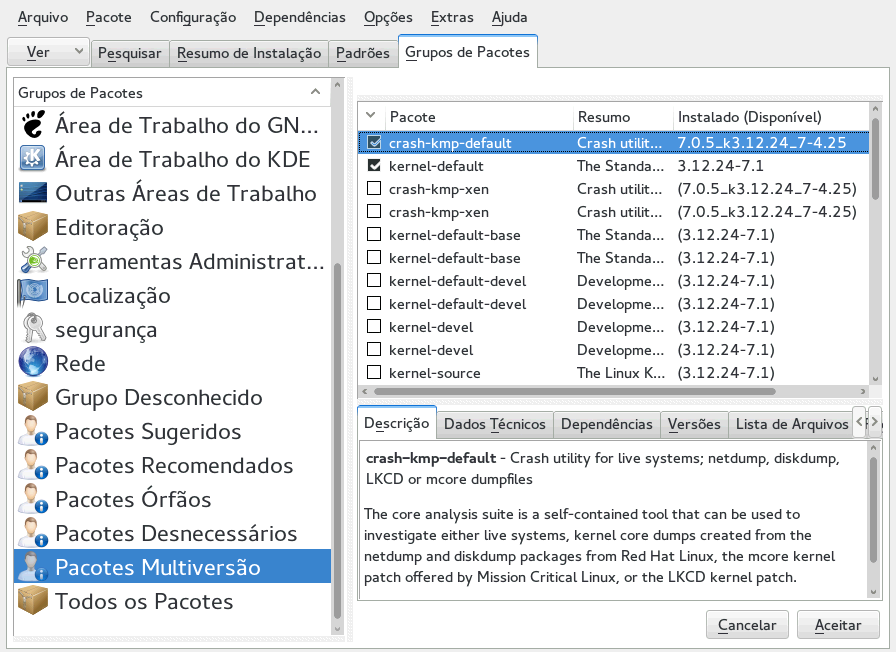 Arquivo Pacote Configuração Dependências Opções Extras Ajuda
Ver Pesquisar Resumo de Instalação Padrões Grupos de Pacotes
Grupos de Pacotes
Área de Trabalho do GN...
Área de Trabalho do KDE
Outras Áreas de Trabalho
Editoração
Ferramentas Administrat...
Localização
segurança
Rede
Grupo Desconhecido
Pacotes Sugeridos
Pacotes Recomendados
Pacotes Órfãos
Pacotes Desnecessários
Pacotes Multiversão
Todos os Pacotes
Pacote Resumo Instalado (Disponível)
crash-kmp-default Crash utilit... 7.0.5_k3.12.24_7-4.25
kernel-default The Standa... 3.12.24-7.1
crash-kmp-xen Crash utilit... (7.0.5_k3.12.24_7-4.25)
crash-kmp-xen Crash utilit... (7.0.5_k3.12.24_7-4.25)
kernel-default-base The Standa... (3.12.24-7.1)
kernel-default-base The Standa... (3.12.24-7.1)
kernel-default-devel Developme... (3.12.24-7.1)
kernel-default-devel Developme... (3.12.24-7.1)
kernel-devel Developme... (3.12.24-7.1)
kernel-devel Developme... (3.12.24-7.1)
kernel-source The Linux K... (3.12.24-7.1)
Descrição Dados Técnicos Dependências Versões Lista de Arquivos
crash-kmp-default - Crash utility for live systems; netdump, diskdump,
LKCD or mcore dumpfiles
The core analysis suite is a self-contained tool that can be used to
investigate either live systems, kernel core dumps created from the
netdump and diskdump packages from Red Hat Linux, the mcore kernel
patch offered by Mission Critical Linux, or the LKCD kernel patch.
Cancelar Aceitar